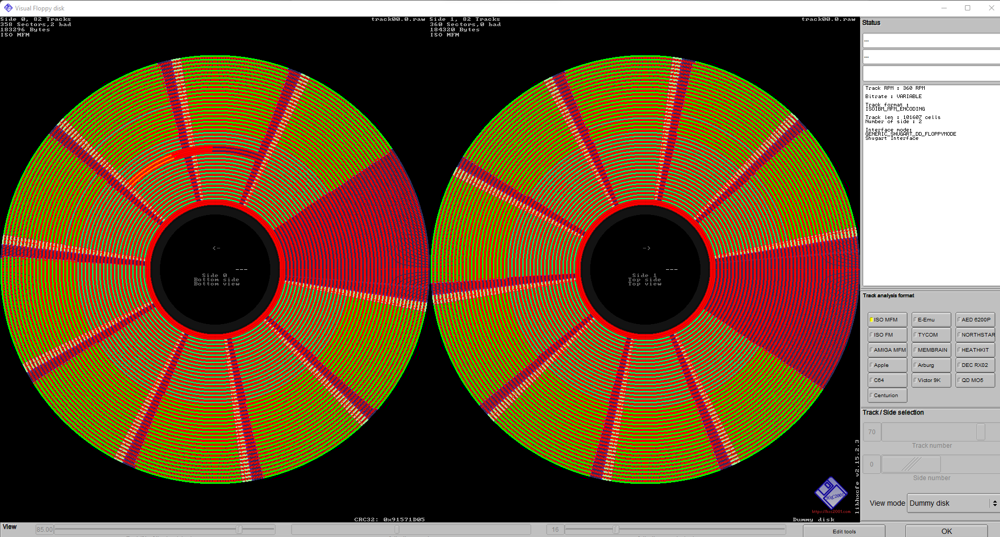 Visual Floppy disk
Side 0, 82 Tracks
358 Sectors,2 bad
183296 Bytes
ISO MFM
track00.0.raw
Side 1, 82 Tracks
360 Sectors,0 bad
184320 Bytes
ISO MFM
track00.0.raw
<-
---
Side 0
Bottom side
Bottom view
->
---
Side 1
Top side
Top view
CRC32: 0x91571D05
HxC2001
https://hxc2001.com
Dummy disk
libhxcfe v2.15.2.3
Status
---
---
Track RPM : 360 RPM
Bitrate : VARIABLE
Track format :
ISOIBM_MFM_ENCODING
Track len : 101607 cells
Number of side : 2
Interface mode:
GENERIC_SHUGART_DD_FLOPPYMODE
Shugart Interface
Track analysis format
ISO MFM E-Emu AED 6200P
ISO FM TYCOM NORTHSTAR
AMIGA MFM MEMBRAIN HEATHKIT
Apple Arburg DEC RX02
C64 Victor 9K QD MO5
Centurion
Track / Side selection
70
Track number
0
Side number
View mode Dummy disk
View
85.00
16
Edit tools
OK